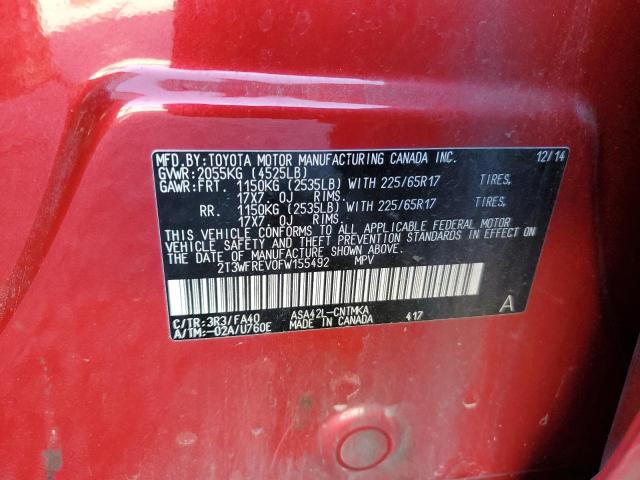 MFD.BY:TOYOTA MOTOR MANUFACTURING CANADA INC. 12/14
GVWR:2055KG (4525LB)
GAWR:FRT. 1150KG (2535LB) WITH 225/65R17 TIRES,
17X7. 0J RIMS.
RR. 1150KG (2535LB) WITH 225/65R17 TIRES,
17X7. 0J RIMS.
THIS VEHICLE CONFORMS TO ALL APPLICABLE FEDERAL MOTOR
VEHICLE SAFETY AND THEFT PREVENTION STANDARDS IN EFFECT ON
THE DATE OF MANUFACTURE SHOWN ABOVE.
2T3WFREV0FW155492 MPV
C/TR:3R3/FA40 ASA42L-CNTMKA 417 A
A/TM:-02A/U760E MADE IN CANADA